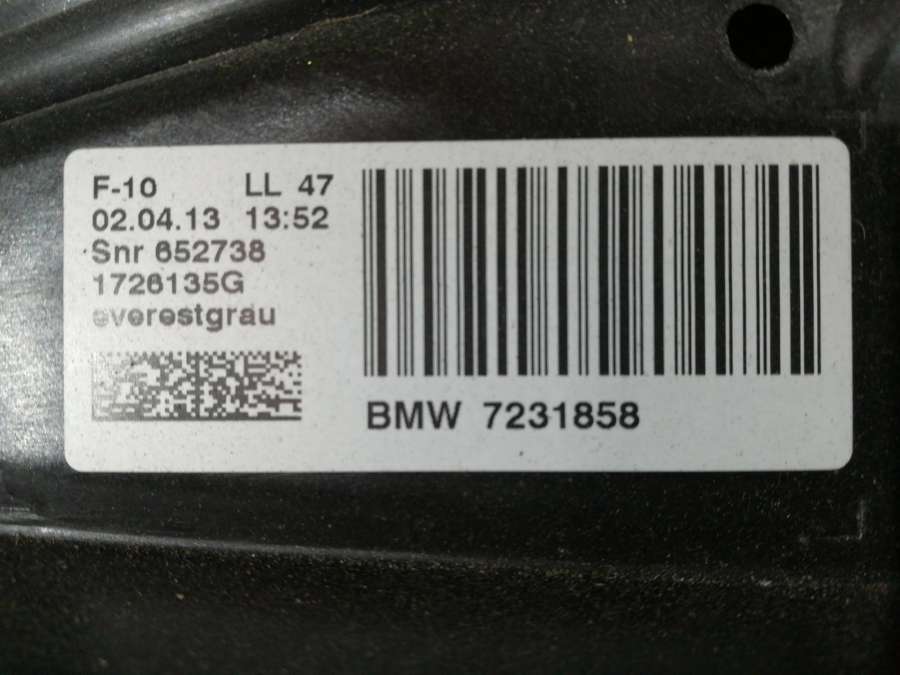 F-10 LL 47
02.04.13 13:52
Snr 652738
1726135G
everestgrau
BMW 7231858